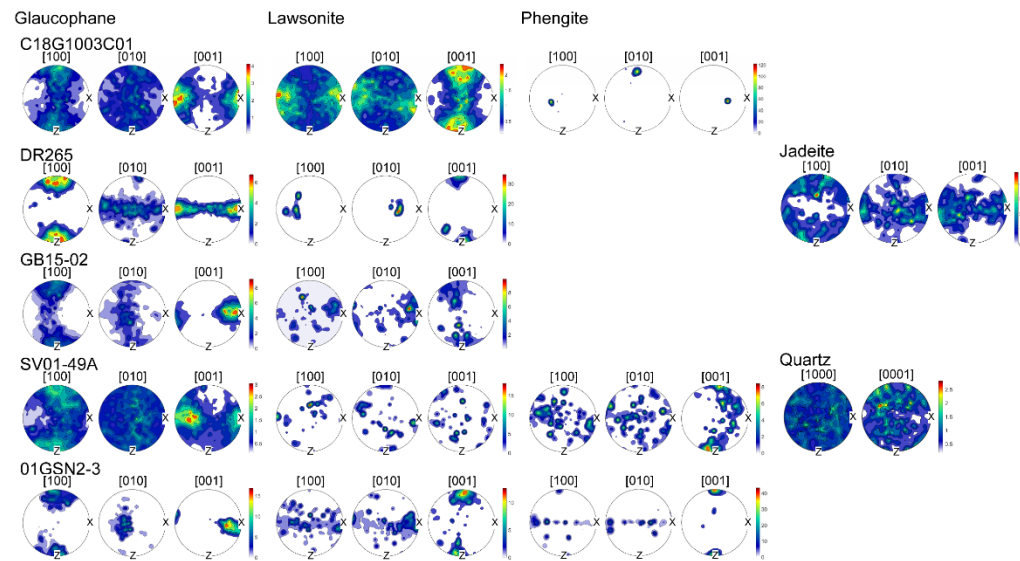 Glaucophane Lawsonite Phengite
C18G1003C01
[100] [010] [001] [100] [010] [001] [100] [010] [001]
X X X
Z Z Z Z Z Z Z Z Z
DR265 Jadeite
[100] [010] [001] [100] [010] [001] [100] [010] [001]
X X X
Z Z Z Z Z Z Z Z Z
GB15-02
[100] [010] [001] [100] [010] [001]
X X
Z Z Z Z Z Z
SV01-49A Quartz
[100] [010] [001] [100] [010] [001] [100] [010] [001] [1000] [0001]
X X X X
Z Z Z Z Z Z Z Z Z Z Z
01GSN2-3
[100] [010] [001] [100] [010] [001] [100] [010] [001]
X X X
Z Z Z Z Z Z Z Z Z